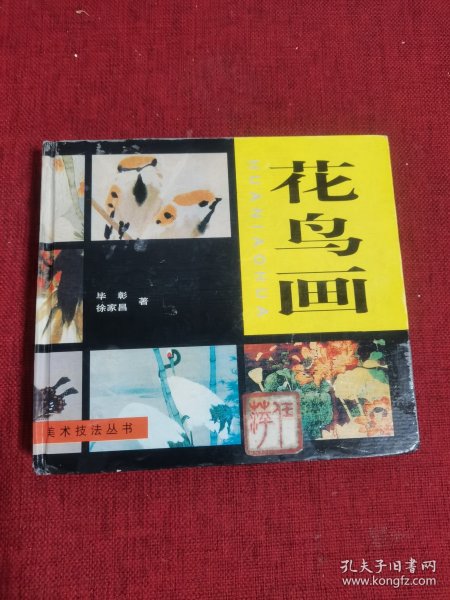 花鸟画
HUANIAOHUA
毕 彰
徐家昌 著
美术技法丛书
孔夫子旧书网
www.kongfz.com